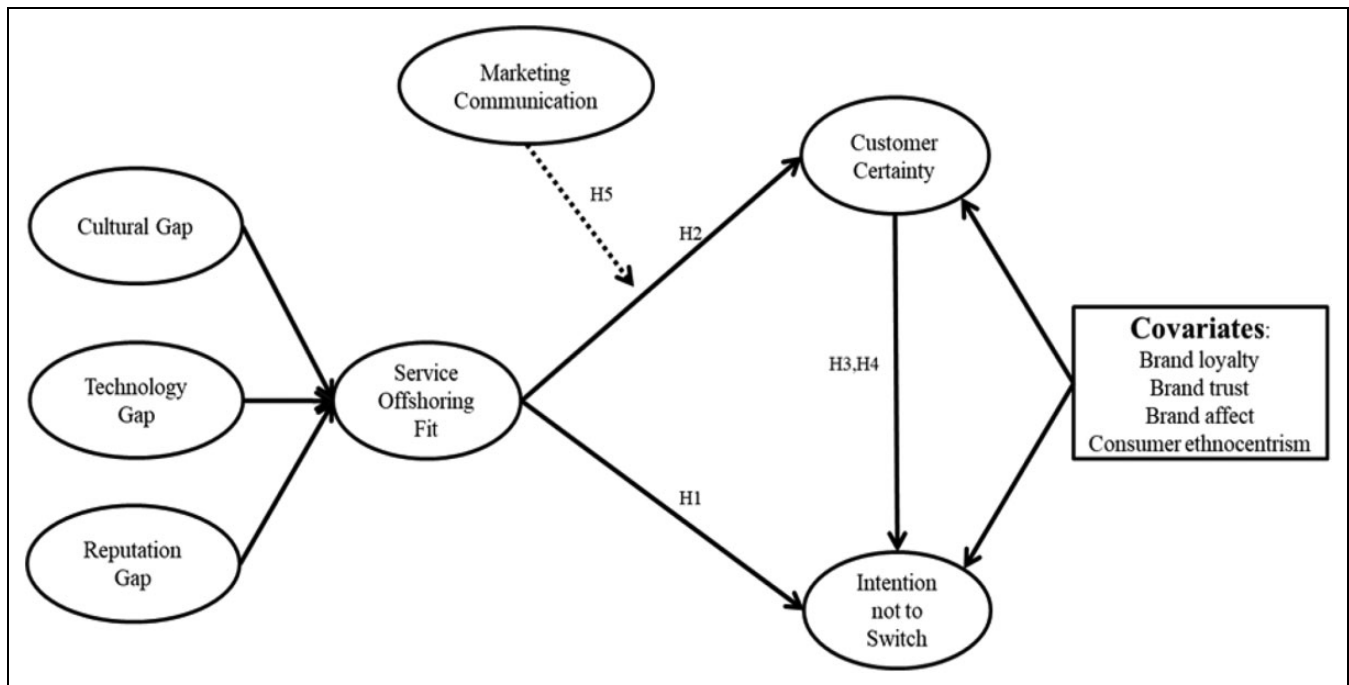 Marketing
Communication
Customer
Certainty
H5
Cultural Gap
H2
Covariates:
Brand loyalty
Brand trust
Brand affect
Consumer ethnocentrism
H3,H4
Technology
Gap
Service
Offshoring
Fit
H1
Reputation
Gap
Intention
not to
Switch